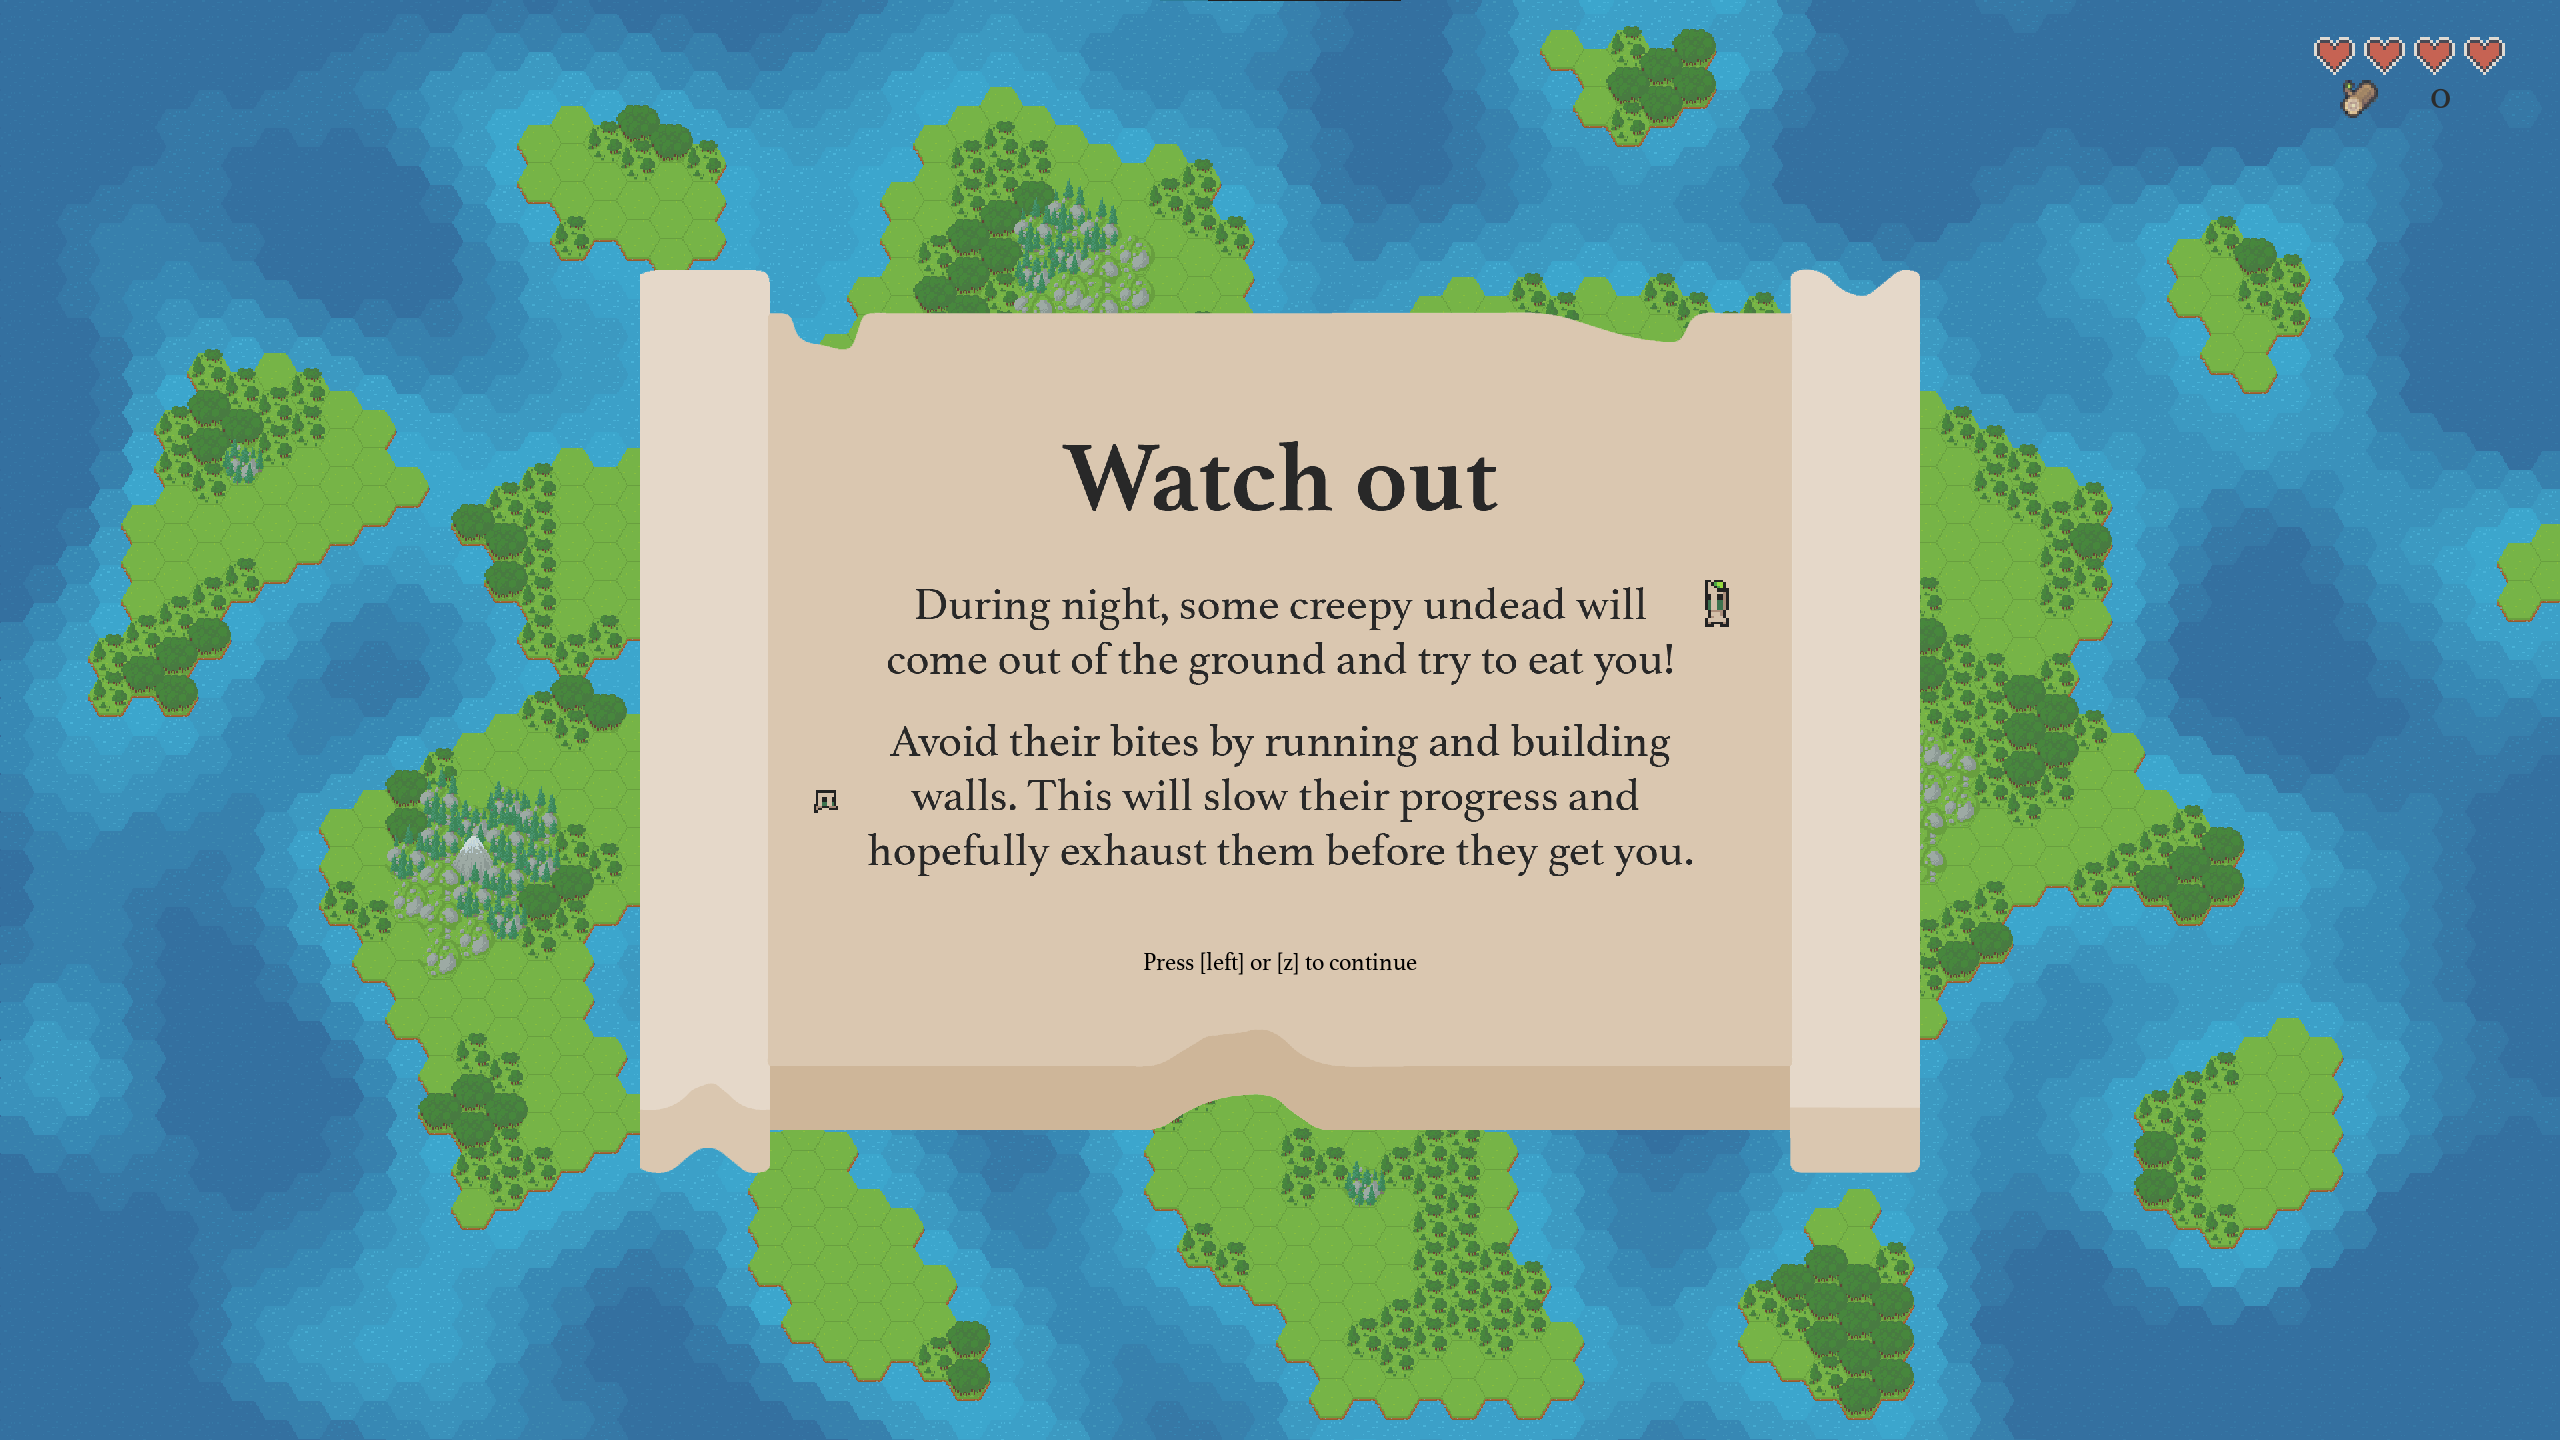 0
Watch out
During night, some creepy undead will
come out of the ground and try to eat you!
Avoid their bites by running and building
walls. This will slow their progress and
hopefully exhaust them before they get you.
Press [left] or [z] to continue